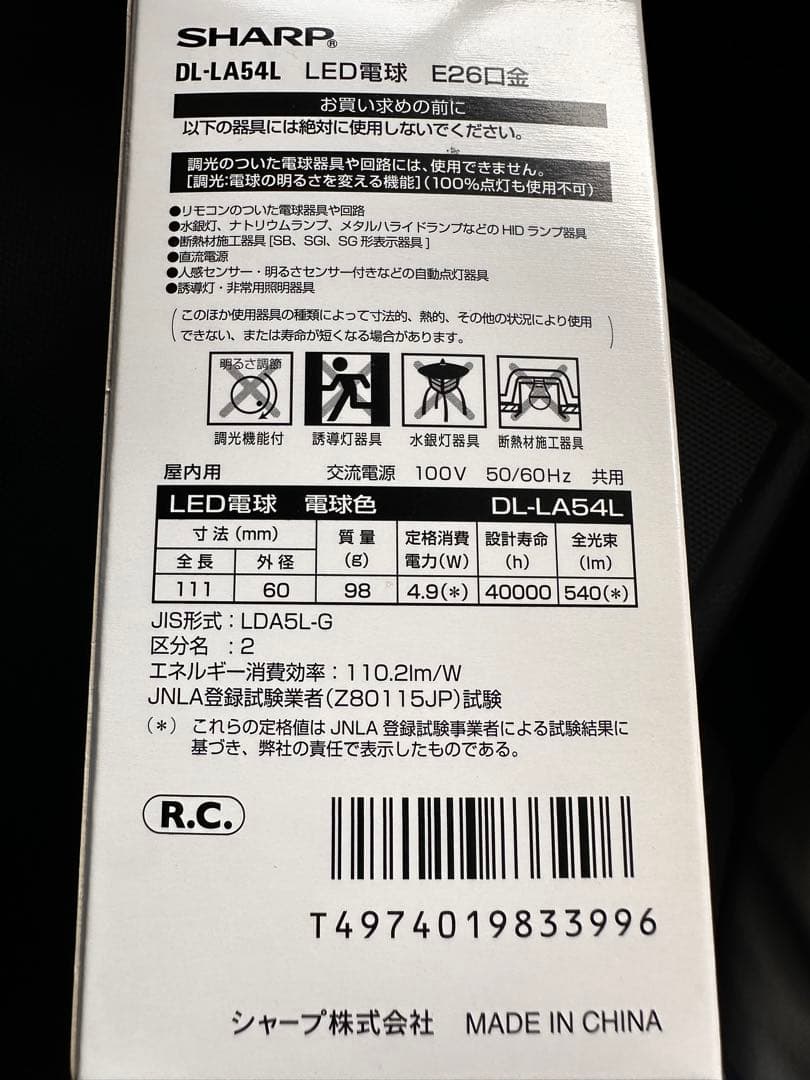 SHARP®
DL-LA54L LED電球 E26口金
お買い求めの前に
以下の器具には絶対に使用しないでください。
調光のついた電球器具や回路には、使用できません。
[調光:電球の明るさを変える機能](100%点灯も使用不可)
●リモコンのついた電球器具や回路
●水銀灯、ナトリウムランプ、メタルハライドランプなどのHIDランプ器具
●断熱材施工器具[SB、SGI、SG形表示器具]
●直流電源
●人感センサー・明るさセンサー付きなどの自動点灯器具
●誘導灯・非常用照明器具
(このほか使用器具の種類によって寸法的、熱的、その他の状況により使用
できない、または寿命が短くなる場合があります。)
明るさ調節
調光機能付 誘導灯器具 水銀灯器具 断熱材施工器具
屋内用 交流電源 100V 50/60Hz 共用
LED電球 電球色 DL-LA54L
寸法(mm) 質量(g) 定格消費電力(W) 設計寿命(h) 全光束(lm)
全長 外径
111 60 98 4.9(*) 40000 540(*)
JIS形式:LDA5L-G
区分名 :2
エネルギー消費効率:110.2lm/W
JNLA登録試験業者(Z80115JP)試験
(*) これらの定格値はJNLA登録試験事業者による試験結果に
基づき、弊社の責任で表示したものである。
R.C.
T4974019833996
シャープ株式会社 MADE IN CHINA